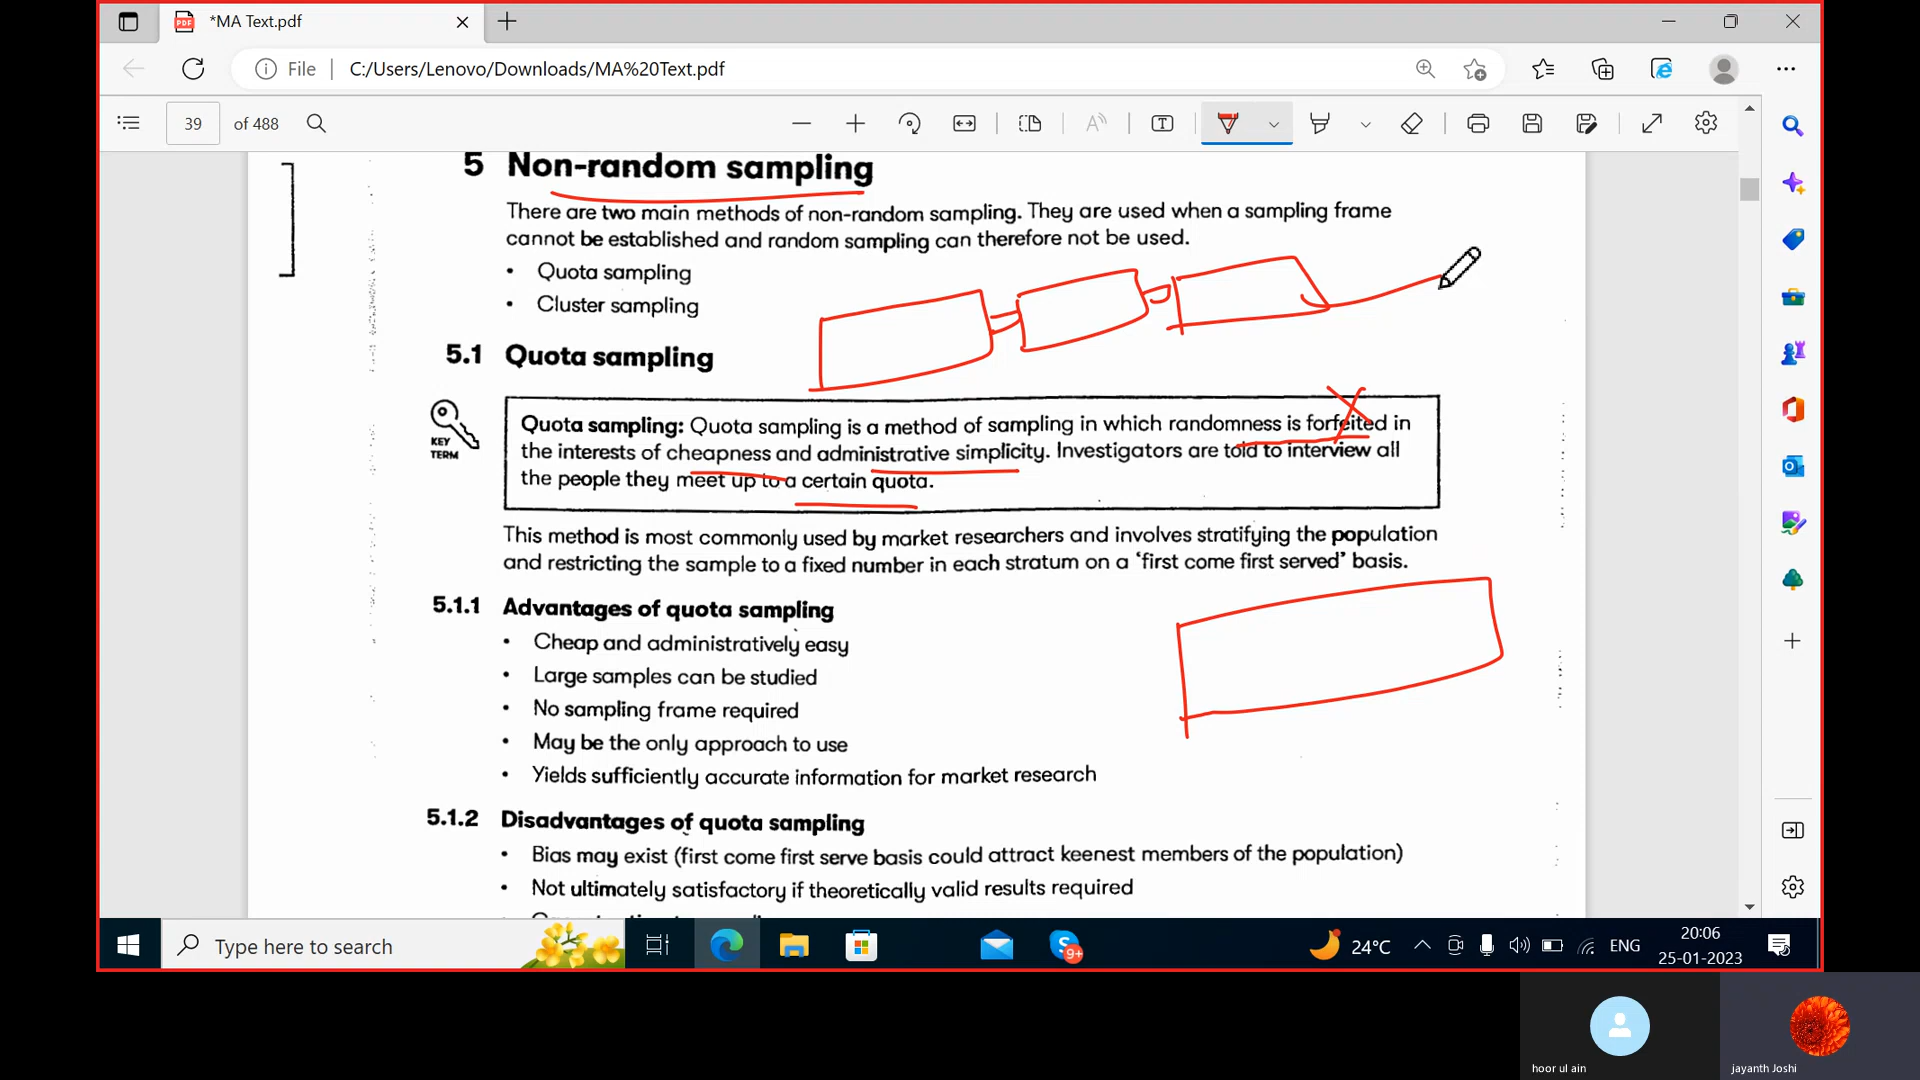 *MA Text.pdf
File
C:/Users/Lenovo/Downloads/MA%20Text.pdf
39 of 488
5 Non-random sampling
There are two main methods of non-random sampling. They are used when a sampling frame
cannot be established and random sampling can therefore not be used.
• Quota sampling
• Cluster sampling
5.1 Quota sampling
KEY
TERM
Quota sampling: Quota sampling is a method of sampling in which randomness is forfeited in
the interests of cheapness and administrative simplicity. Investigators are told to interview all
the people they meet up to a certain quota.
This method is most commonly used by market researchers and involves stratifying the population
and restricting the sample to a fixed number in each stratum on a ‘first come first served’ basis.
5.1.1 Advantages of quota sampling
• Cheap and administratively easy
• Large samples can be studied
• No sampling frame required
• May be the only approach to use
• Yields sufficiently accurate information for market research
5.1.2 Disadvantages of quota sampling
• Bias may exist (first come first serve basis could attract keenest members of the population)
• Not ultimately satisfactory if theoretically valid results required
Type here to search
9+
24°C
ENG
20:06
25-01-2023
hoor ul ain
jayanth Joshi